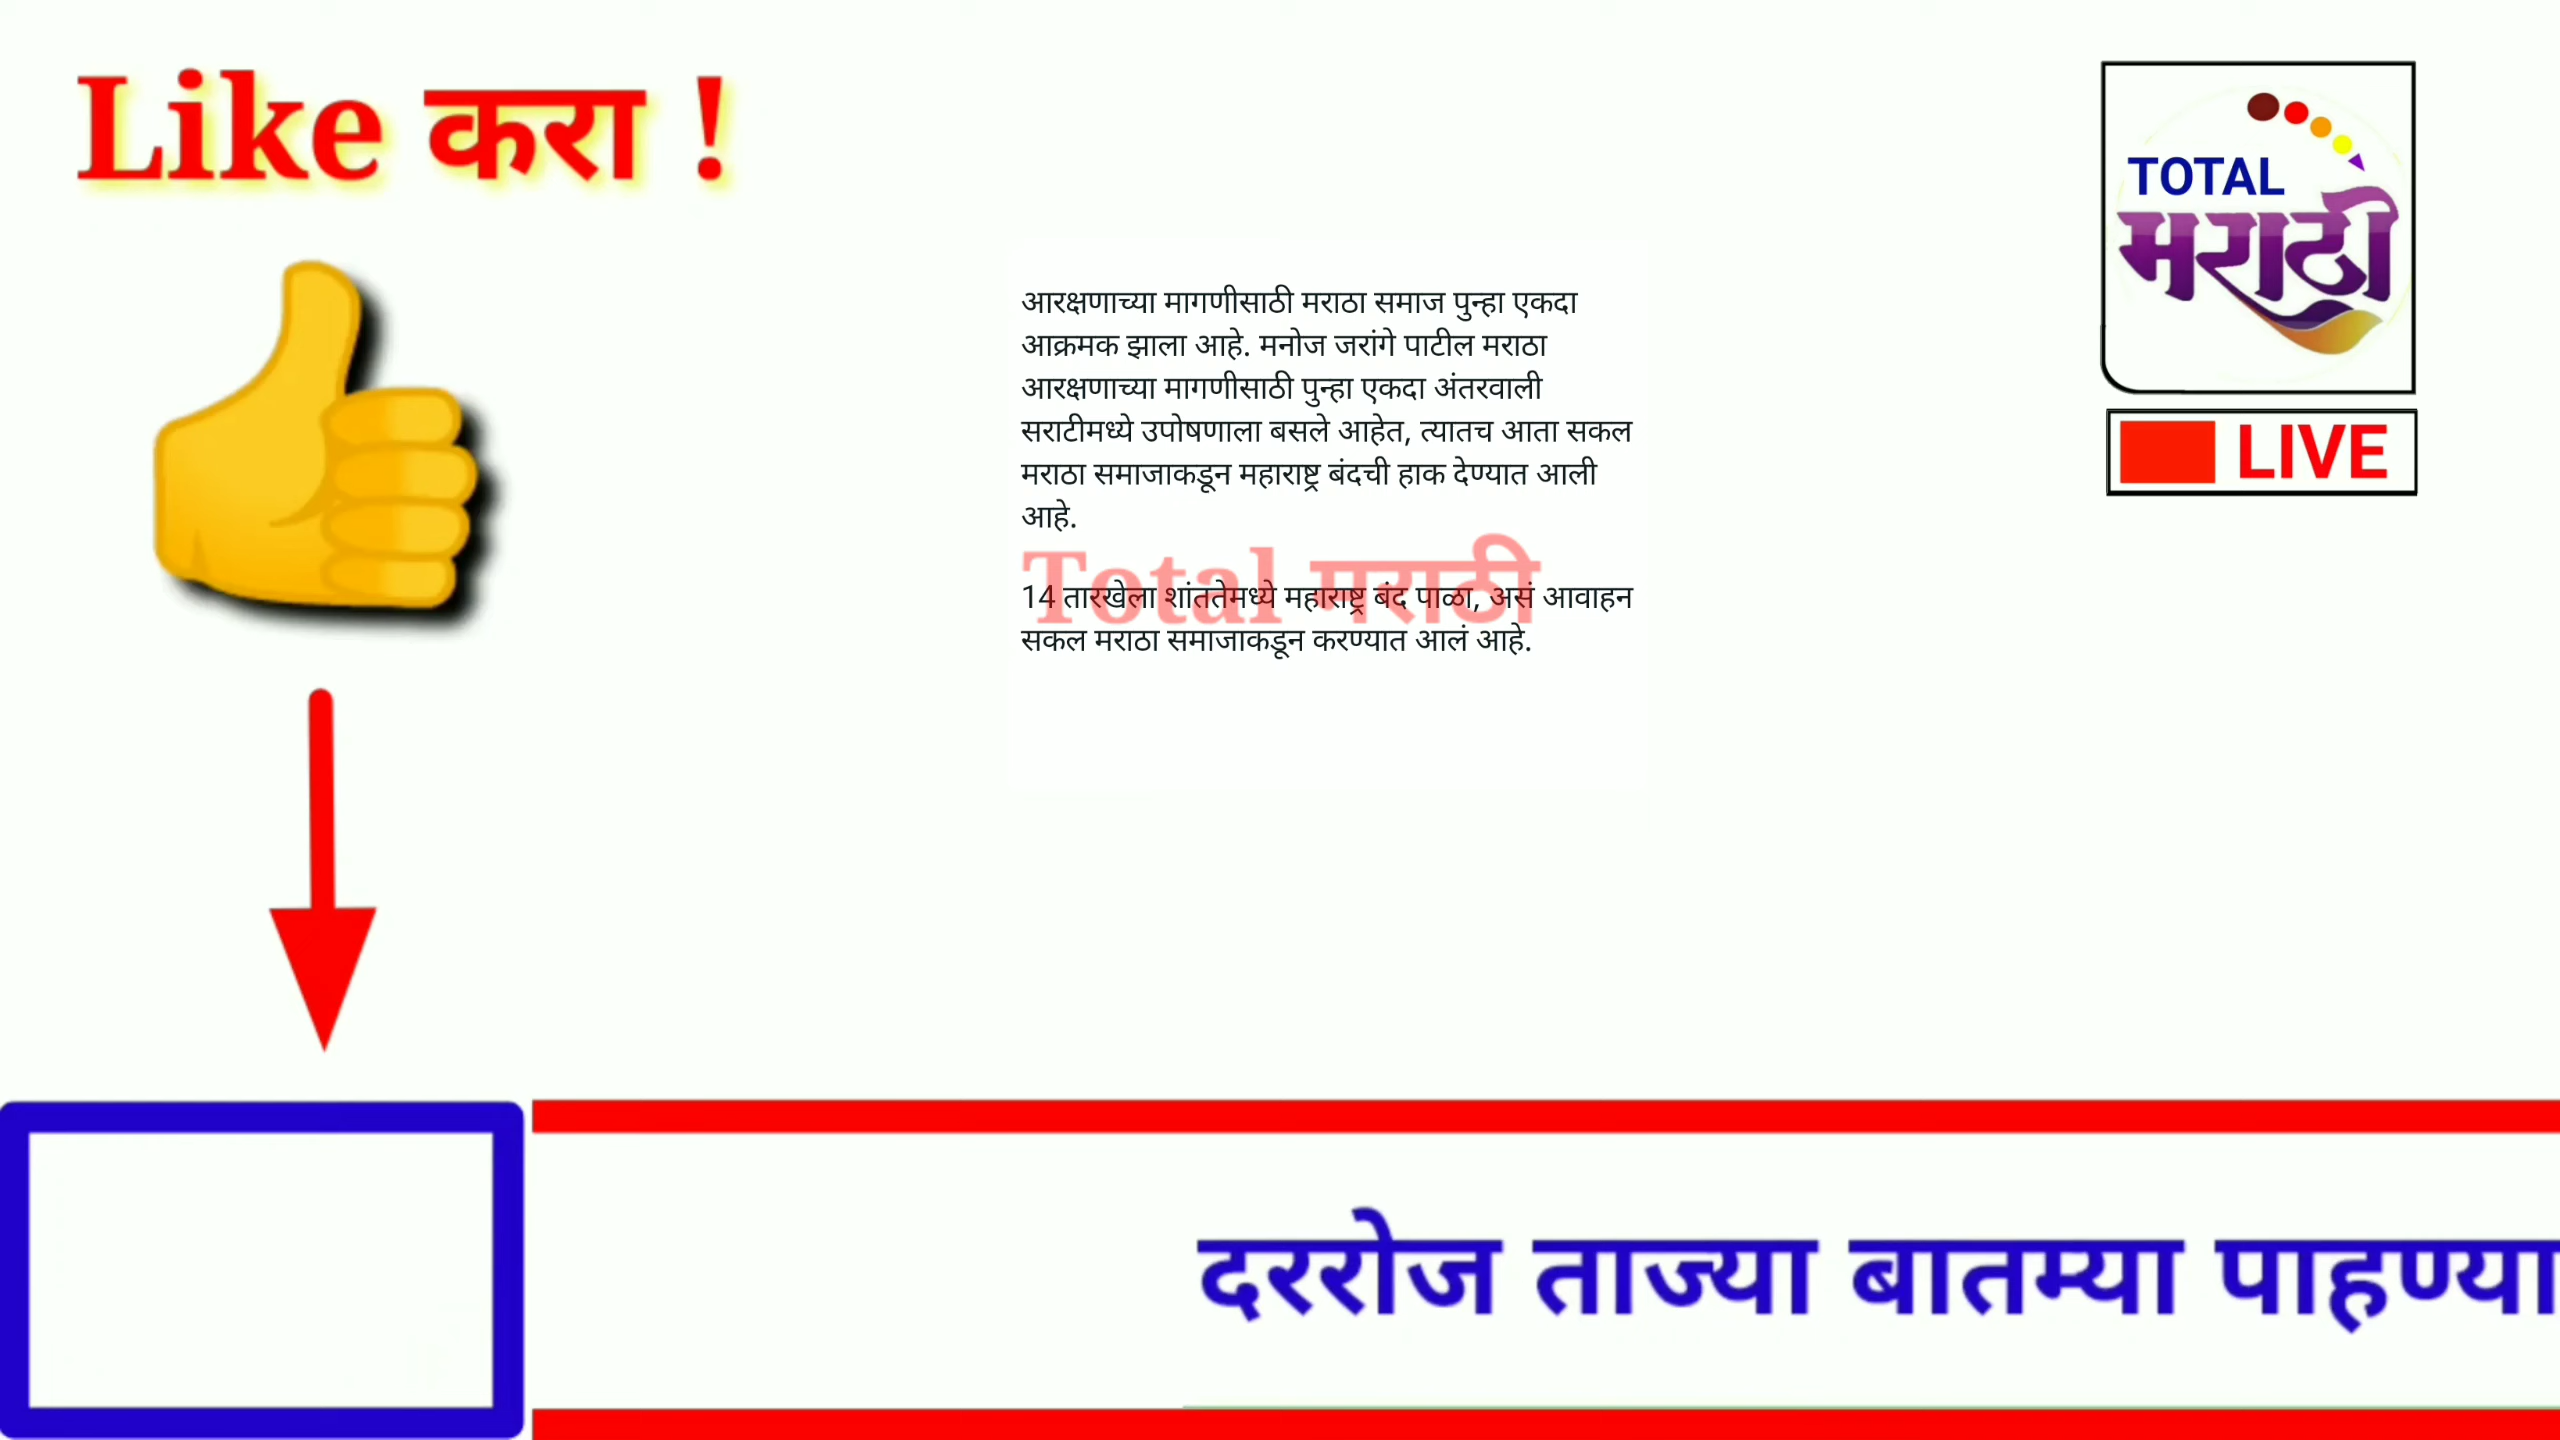 Like करा !
TOTAL
मराठी
LIVE
आरक्षणाच्या मागणीसाठी मराठा समाज पुन्हा एकदा
आक्रमक झाला आहे. मनोज जरांगे पाटील मराठा
आरक्षणाच्या मागणीसाठी पुन्हा एकदा अंतरवाली
सराटीमध्ये उपोषणाला बसले आहेत, त्यातच आता सकल
मराठा समाजाकडून महाराष्ट्र बंदची हाक देण्यात आली
आहे.
Total मराठी
14 तारखेला शांततेमध्ये महाराष्ट्र बंद पाळा, असं आवाहन
सकल मराठा समाजाकडून करण्यात आलं आहे.
दररोज ताज्या बातम्या पाहण्या